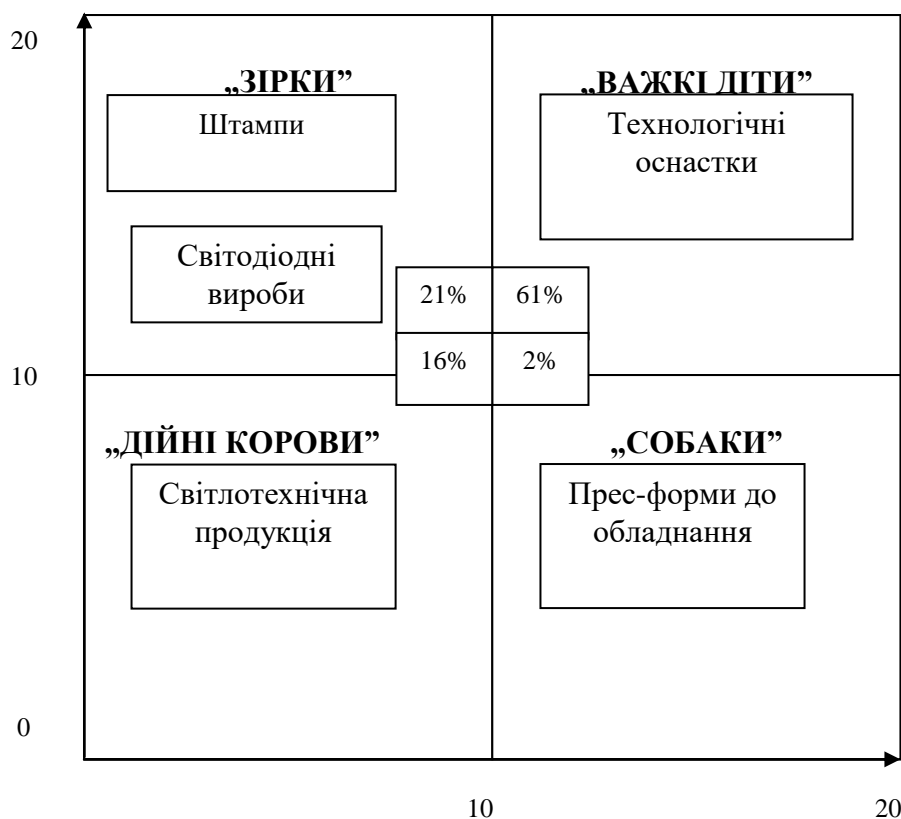 20
„ЗІРКИ”
„ВАЖКІ ДІТИ”
Штампи
Технологічні
оснастки
Світодіодні
вироби
21%
61%
16%
2%
10
„ДІЙНІ КОРОВИ”
„СОБАКИ”
Світлотехнічна
продукція
Прес-форми до
обладнання
0
10
20